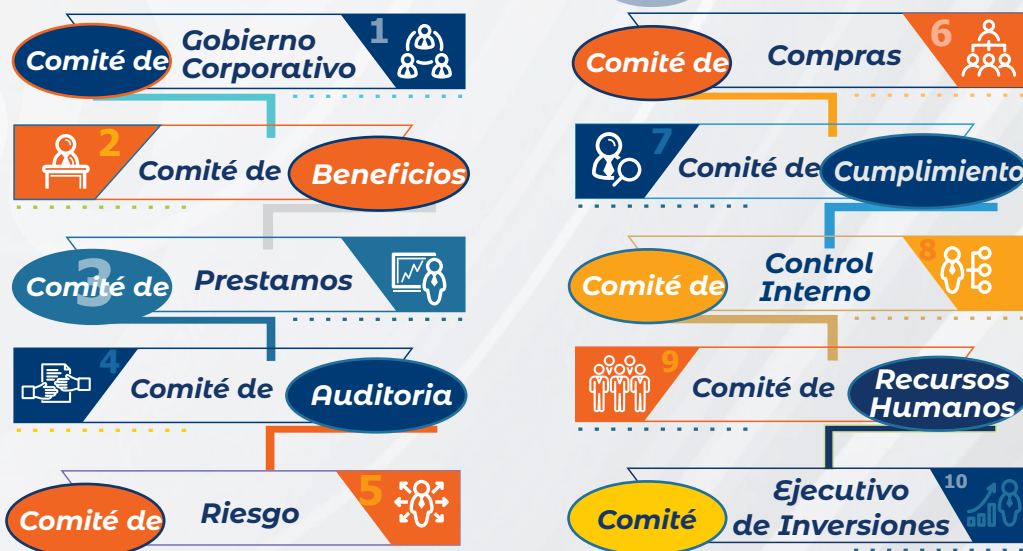 1
Comité de Gobierno
Corporativo
2
Comité de Beneficios
3
Comité de Prestamos
4
Comité de Auditoria
5
Comité de Riesgo
6
Comité de Compras
7
Comité de Cumplimiento
8
Comité de Control
Interno
9
Comité de Recursos
Humanos
10
Comité Ejecutivo
de Inversiones